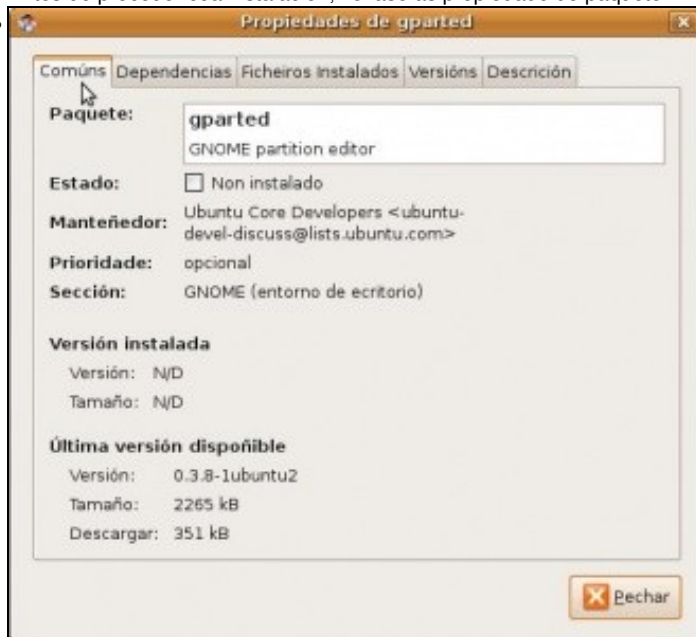 Propiedades de gparted
Comúns Dependencias Ficheiros Instalados Versións Descrición
Paquete: gparted
GNOME partition editor
Estado: Non instalado
Manteñedor: Ubuntu Core Developers <ubuntu-
devel-discuss@lists.ubuntu.com>
Prioridade: opcional
Sección: GNOME (entorno de ecritorio)
Versión instalada
Versión: N/D
Tamaño: N/D
Última versión dispoñible
Versión: 0.3.8-1ubuntu2
Tamaño: 2265 kB
Descargar: 351 kB
Pechar